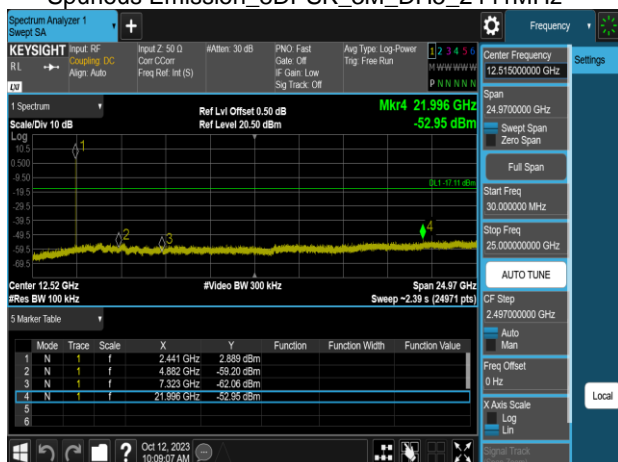 Spurious Emission_8DPSK_3M_DH5_2441MHz
Spectrum Analyzer 1
Swept SA
+
Frequency
KEYSIGHT
RL
LXI
Input: RF
Coupling: DC
Align: Auto
Input Z: 50 Ω
Corr CCorr
Freq Ref: Int (S)
#Atten: 30 dB
PNO: Fast
Gate: Off
IF Gain: Low
Sig Track: Off
Avg Type: Log-Power
Trig: Free Run
1 2 3 4 5 6
M W W W W W
P N N N N N
Center Frequency
12.515000000 GHz
Settings
Span
24.9700000 GHz
Swept Span
Zero Span
Full Span
Start Freq
30.000000 MHz
Stop Freq
25.000000000 GHz
AUTO TUNE
CF Step
2.497000000 GHz
Auto
Man
Freq Offset
0 Hz
X Axis Scale
Log
Lin
Local
Signal Track
1 Spectrum
Scale/Div 10 dB
Log
Ref Lvl Offset 0.50 dB
Ref Level 20.50 dBm
Mkr4 21.996 GHz
-52.95 dBm
10.5
0.500
-9.50
-19.5
-29.5
-39.5
-49.5
-59.5
-69.5
1
2
3
4
DL1 -17.11 dBm
Center 12.52 GHz
#Video BW 300 kHz
Span 24.97 GHz
#Res BW 100 kHz
Sweep ~2.39 s (24971 pts)
5 Marker Table
Mode Trace Scale X Y Function Function Width Function Value
1 N 1 f 2.441 GHz 2.889 dBm
2 N 1 f 4.882 GHz -59.20 dBm
3 N 1 f 7.323 GHz -62.06 dBm
4 N 1 f 21.996 GHz -52.95 dBm
5
6
?
Oct 12, 2023
10:09:07 AM